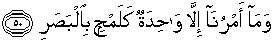 وَمَآ أَمْرُنَآ إِلَّا وَٰحِدَةٌ كَلَمْحٍۭ بِٱلْبَصَرِ ﴿٥٠﴾